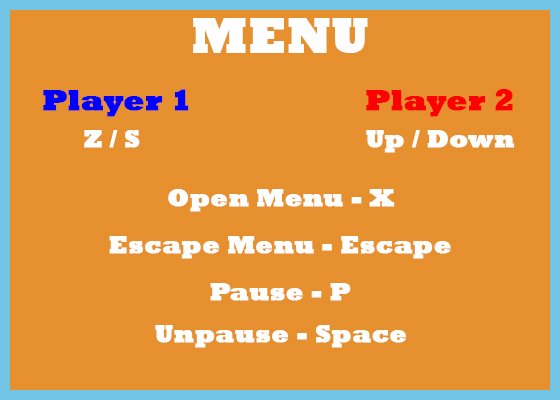 MENU
Player 1 Player 2
Z / S Up / Down
Open Menu - X
Escape Menu - Escape
Pause - P
Unpause - Space